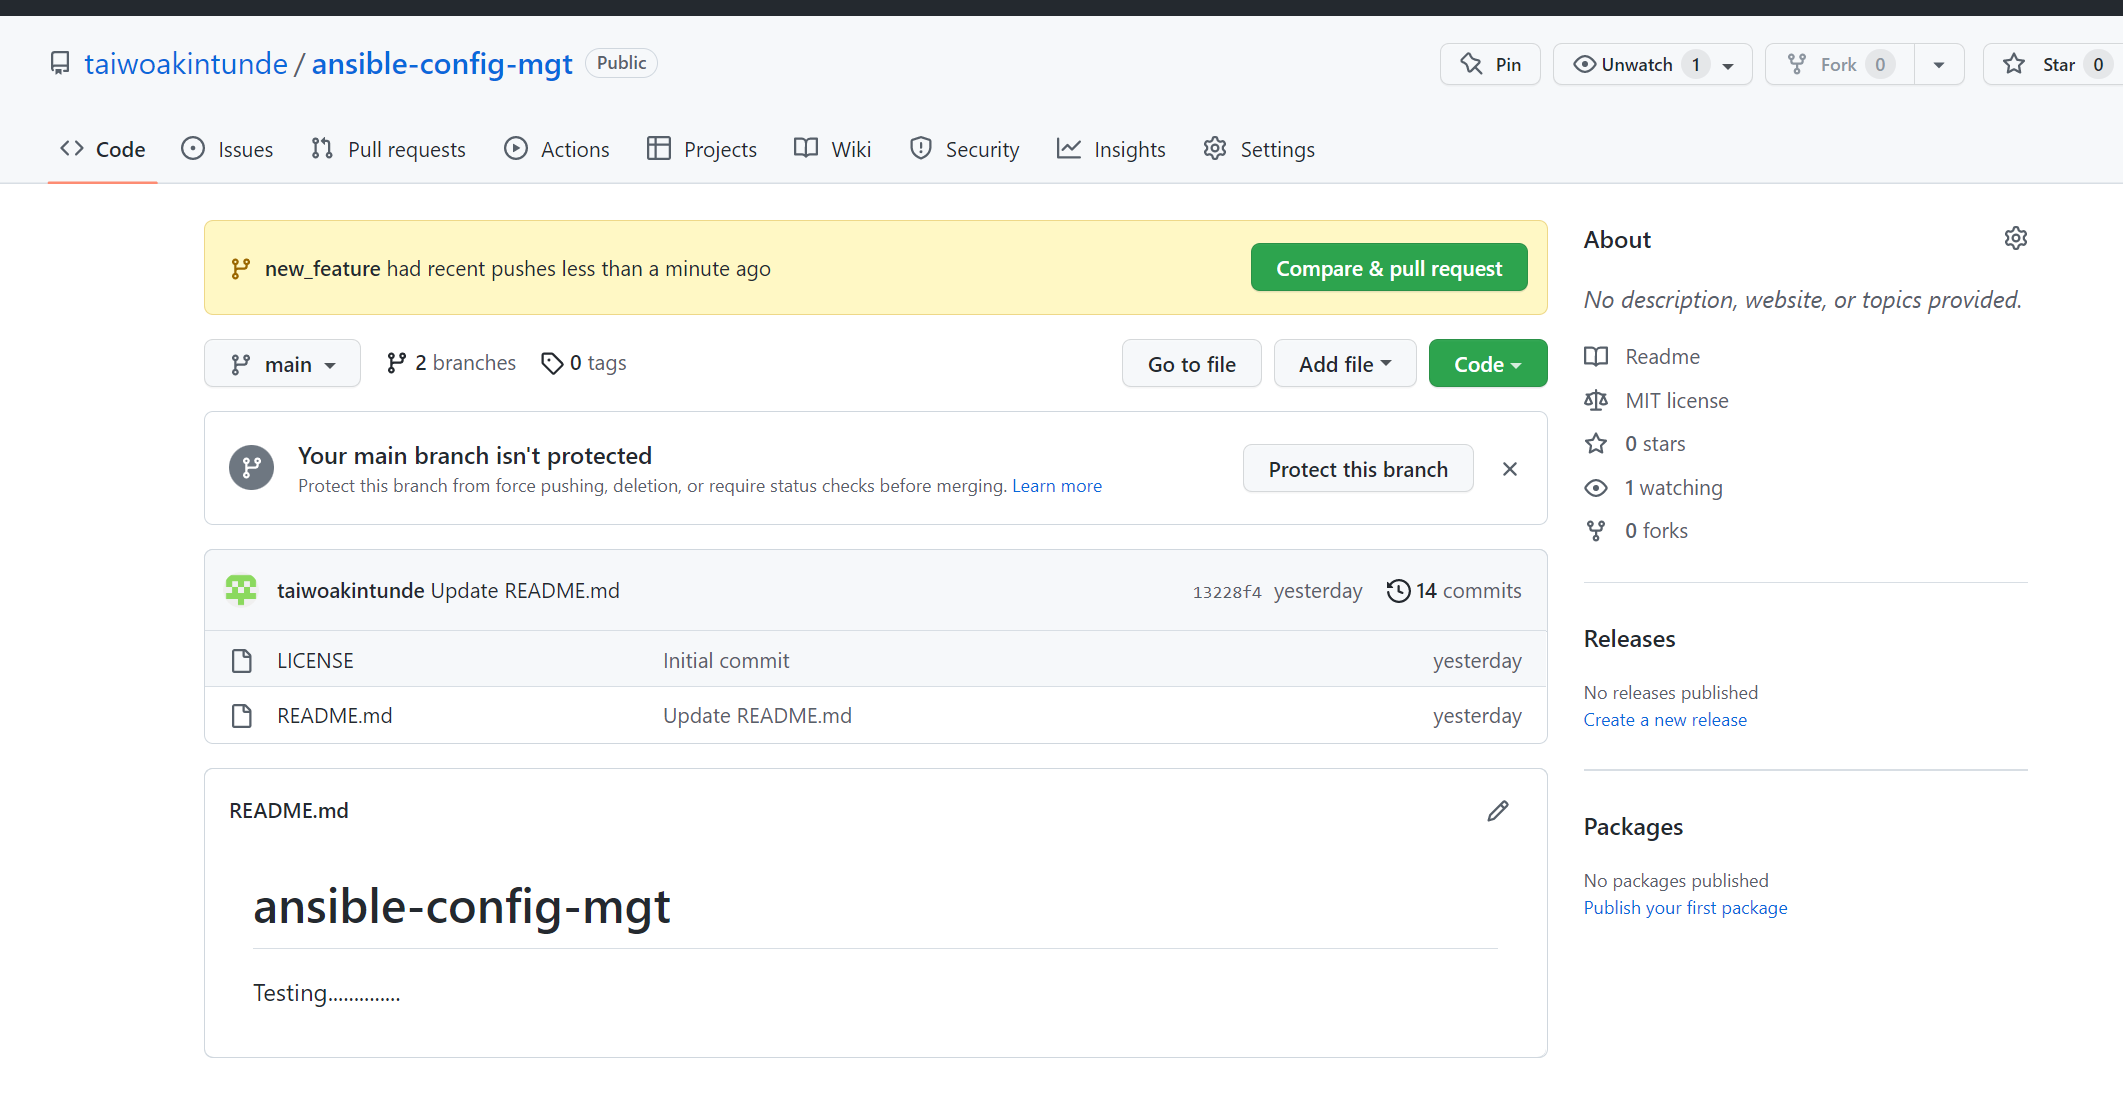 taiwoakintunde / ansible-config-mgt Public
Pin Unwatch 1 Fork 0 Star 0
Code Issues Pull requests Actions Projects Wiki Security Insights Settings
new_feature had recent pushes less than a minute ago Compare & pull request
main 2 branches 0 tags Go to file Add file Code
Your main branch isn't protected
Protect this branch from force pushing, deletion, or require status checks before merging. Learn more
Protect this branch
taiwoakintunde Update README.md 13228f4 yesterday 14 commits
LICENSE Initial commit yesterday
README.md Update README.md yesterday
README.md
ansible-config-mgt
Testing..............
About
No description, website, or topics provided.
Readme
MIT license
0 stars
1 watching
0 forks
Releases
No releases published
Create a new release
Packages
No packages published
Publish your first package